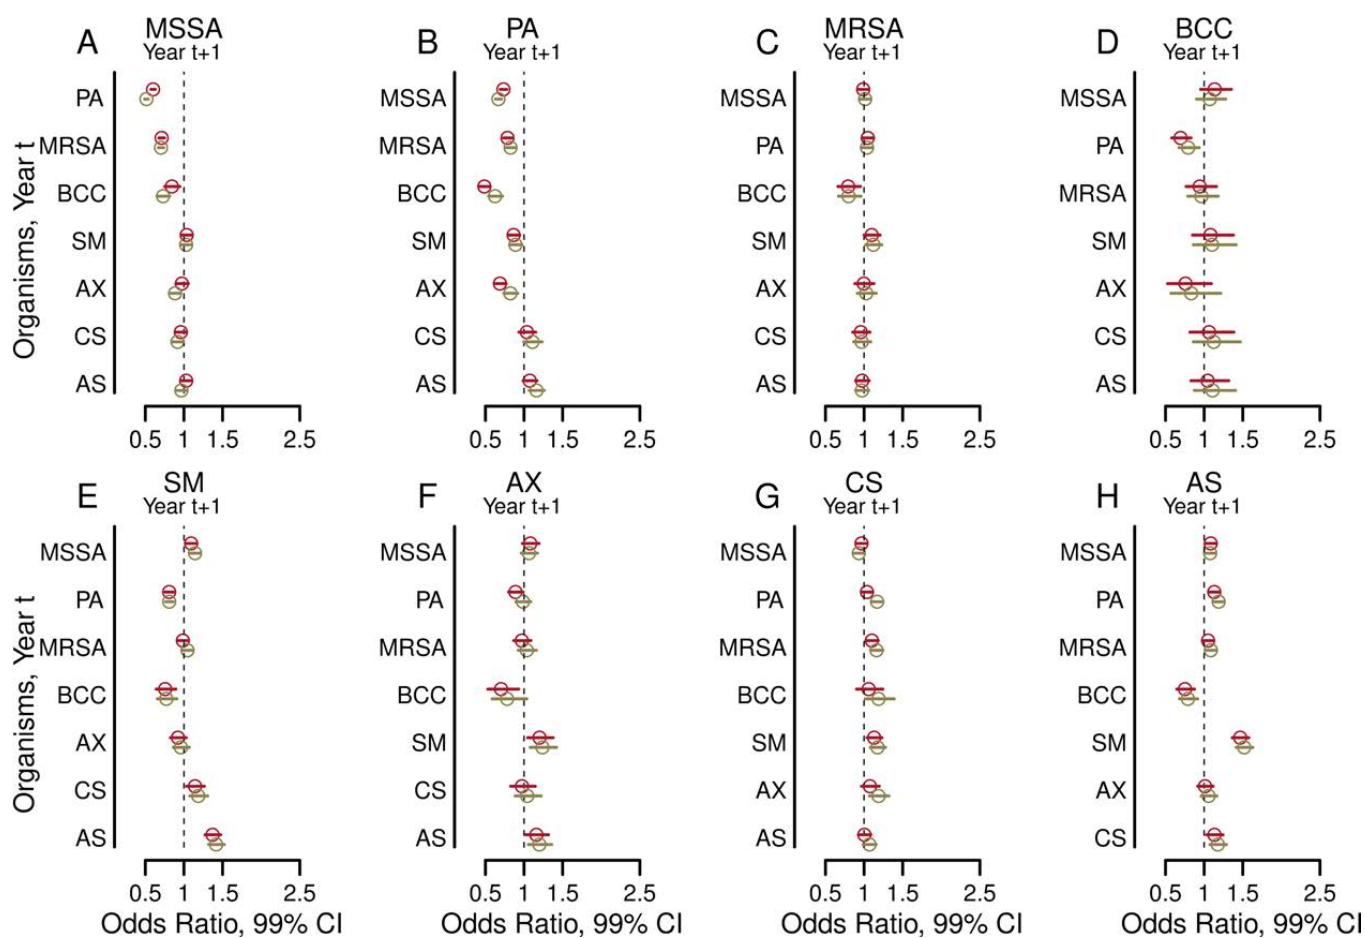 A MSSA B PA C MRSA D BCC
Year t+1 Year t+1 Year t+1 Year t+1
Organisms, Year t
PA MSSA MSSA MSSA
MRSA MRSA PA PA
BCC BCC BCC MRSA
SM SM SM SM
AX AX AX AX
CS CS CS CS
AS AS AS AS
0.5 1 1.5 2.5 0.5 1 1.5 2.5 0.5 1 1.5 2.5 0.5 1 1.5 2.5
E SM F AX G CS H AS
Year t+1 Year t+1 Year t+1 Year t+1
Organisms, Year t
MSSA MSSA MSSA MSSA
PA PA PA PA
MRSA MRSA MRSA MRSA
BCC BCC BCC BCC
AX SM SM SM
CS CS AX AX
AS AS AS CS
0.5 1 1.5 2.5 0.5 1 1.5 2.5 0.5 1 1.5 2.5 0.5 1 1.5 2.5
Odds Ratio, 99% CI Odds Ratio, 99% CI Odds Ratio, 99% CI Odds Ratio, 99% CI